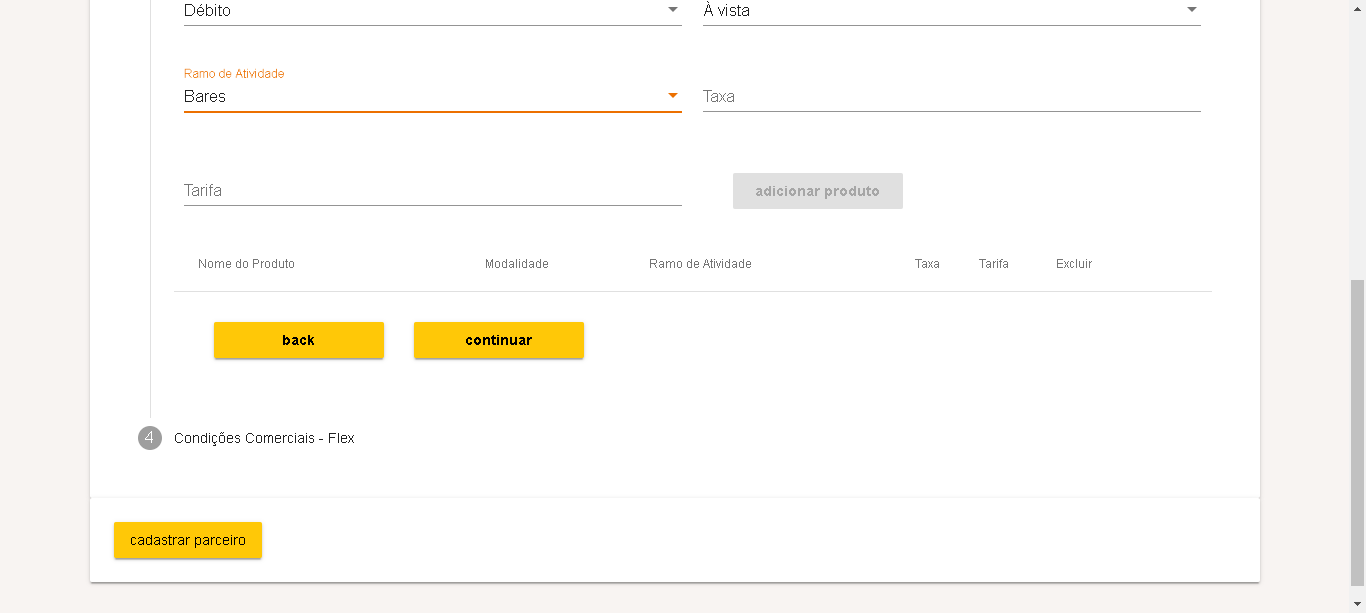 Débito À vista
Ramo de Atividade
Bares Taxa
Tarifa adicionar produto
Nome do Produto Modalidade Ramo de Atividade Taxa Tarifa Excluir
back continuar
4 Condições Comerciais - Flex
cadastrar parceiro